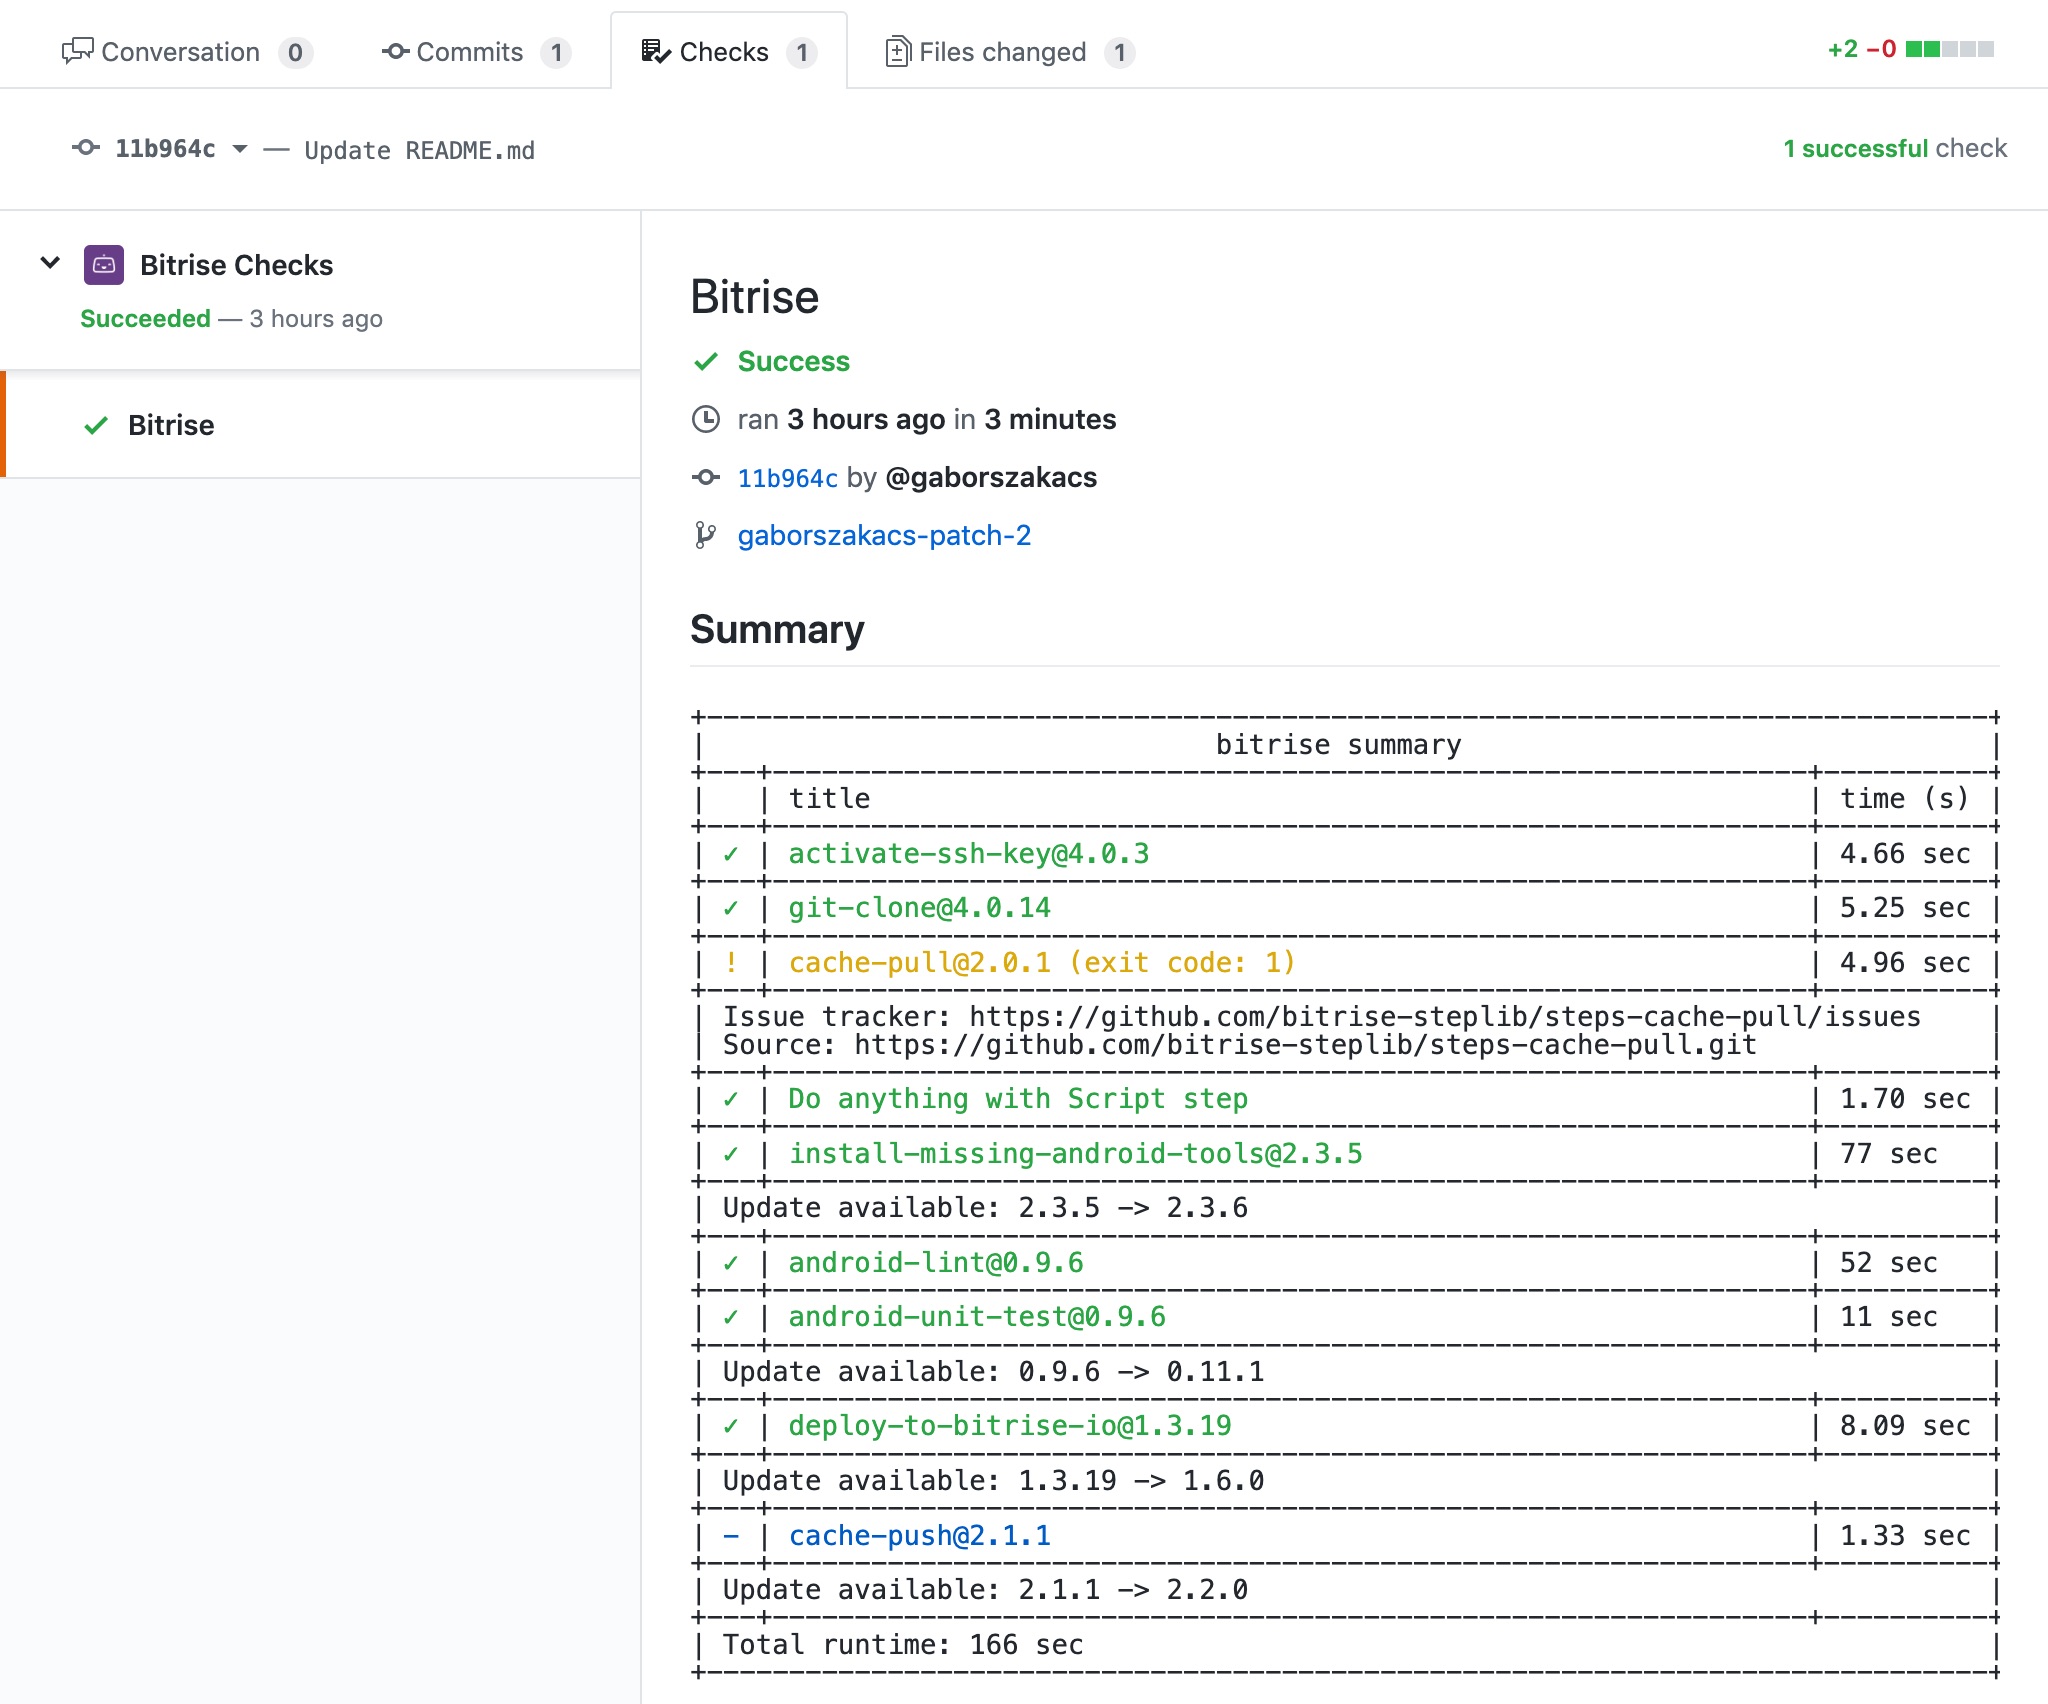 Conversation 0 Commits 1 Checks 1 Files changed 1 +2 −0
11b964c — Update README.md 1 successful check
Bitrise Checks
Succeeded — 3 hours ago
Bitrise
Bitrise
Success
ran 3 hours ago in 3 minutes
11b964c by @gaborszakacs
gaborszakacs-patch-2
Summary
+------------------------------------------------------------------------------+
| bitrise summary |
+---+---------------------------------------------------------------+----------+
| | title | time (s) |
+---+---------------------------------------------------------------+----------+
| ✓ | activate-ssh-key@4.0.3 | 4.66 sec |
+---+---------------------------------------------------------------+----------+
| ✓ | git-clone@4.0.14 | 5.25 sec |
+---+---------------------------------------------------------------+----------+
| ! | cache-pull@2.0.1 (exit code: 1) | 4.96 sec |
+---+---------------------------------------------------------------+----------+
| Issue tracker: https://github.com/bitrise-steplib/steps-cache-pull/issues |
| Source: https://github.com/bitrise-steplib/steps-cache-pull.git |
+---+---------------------------------------------------------------+----------+
| ✓ | Do anything with Script step | 1.70 sec |
+---+---------------------------------------------------------------+----------+
| ✓ | install-missing-android-tools@2.3.5 | 77 sec |
+---+---------------------------------------------------------------+----------+
| Update available: 2.3.5 -> 2.3.6 |
+---+---------------------------------------------------------------+----------+
| ✓ | android-lint@0.9.6 | 52 sec |
+---+---------------------------------------------------------------+----------+
| ✓ | android-unit-test@0.9.6 | 11 sec |
+---+---------------------------------------------------------------+----------+
| Update available: 0.9.6 -> 0.11.1 |
+---+---------------------------------------------------------------+----------+
| ✓ | deploy-to-bitrise-io@1.3.19 | 8.09 sec |
+---+---------------------------------------------------------------+----------+
| Update available: 1.3.19 -> 1.6.0 |
+---+---------------------------------------------------------------+----------+
| - | cache-push@2.1.1 | 1.33 sec |
+---+---------------------------------------------------------------+----------+
| Update available: 2.1.1 -> 2.2.0 |
+---+---------------------------------------------------------------+----------+
| Total runtime: 166 sec |
+------------------------------------------------------------------------------+